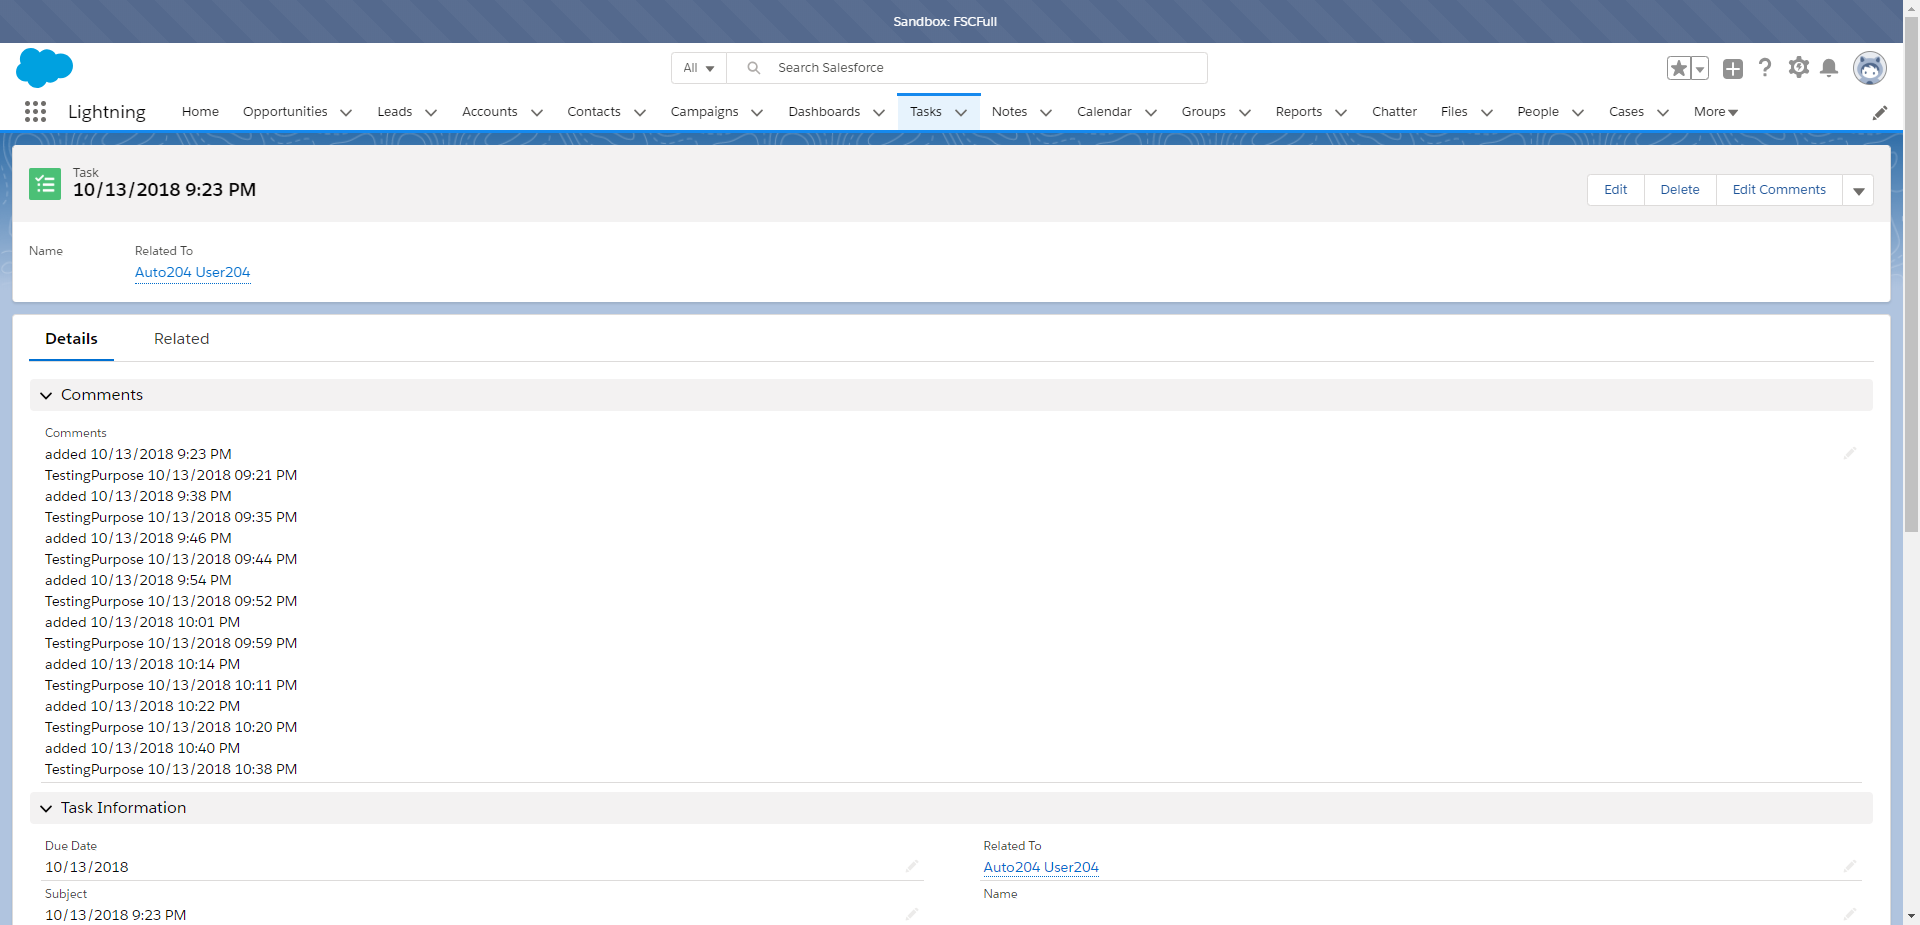 Sandbox: FSCFull
All
Search Salesforce
Lightning Home Opportunities Leads Accounts Contacts Campaigns Dashboards Tasks Notes Calendar Groups Reports Chatter Files People Cases More
Task
10/13/2018 9:23 PM
Edit Delete Edit Comments
Name Related To
Auto204 User204
Details Related
Comments
Comments
added 10/13/2018 9:23 PM
TestingPurpose 10/13/2018 09:21 PM
added 10/13/2018 9:38 PM
TestingPurpose 10/13/2018 09:35 PM
added 10/13/2018 9:46 PM
TestingPurpose 10/13/2018 09:44 PM
added 10/13/2018 9:54 PM
TestingPurpose 10/13/2018 09:52 PM
added 10/13/2018 10:01 PM
TestingPurpose 10/13/2018 09:59 PM
added 10/13/2018 10:14 PM
TestingPurpose 10/13/2018 10:11 PM
added 10/13/2018 10:22 PM
TestingPurpose 10/13/2018 10:20 PM
added 10/13/2018 10:40 PM
TestingPurpose 10/13/2018 10:38 PM
Task Information
Due Date
10/13/2018
Related To
Auto204 User204
Subject
10/13/2018 9:23 PM
Name